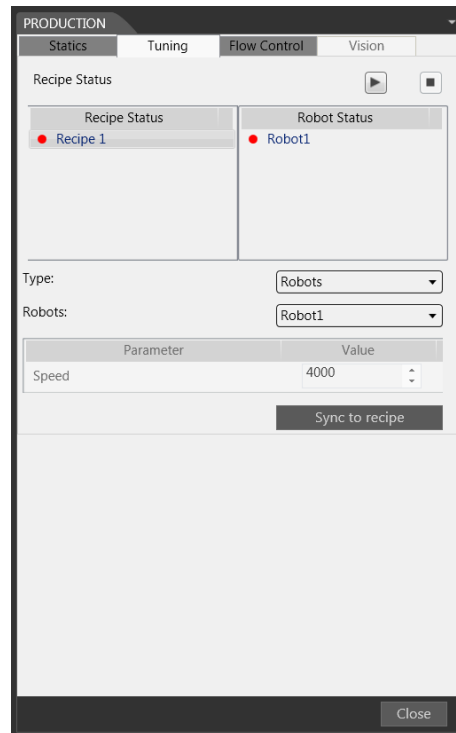 PRODUCTION
Statics Tuning Flow Control Vision
Recipe Status
Recipe Status Robot Status
Recipe 1 Robot1
Type: Robots
Robots: Robot1
Parameter Value
Speed 4000
Sync to recipe
Close